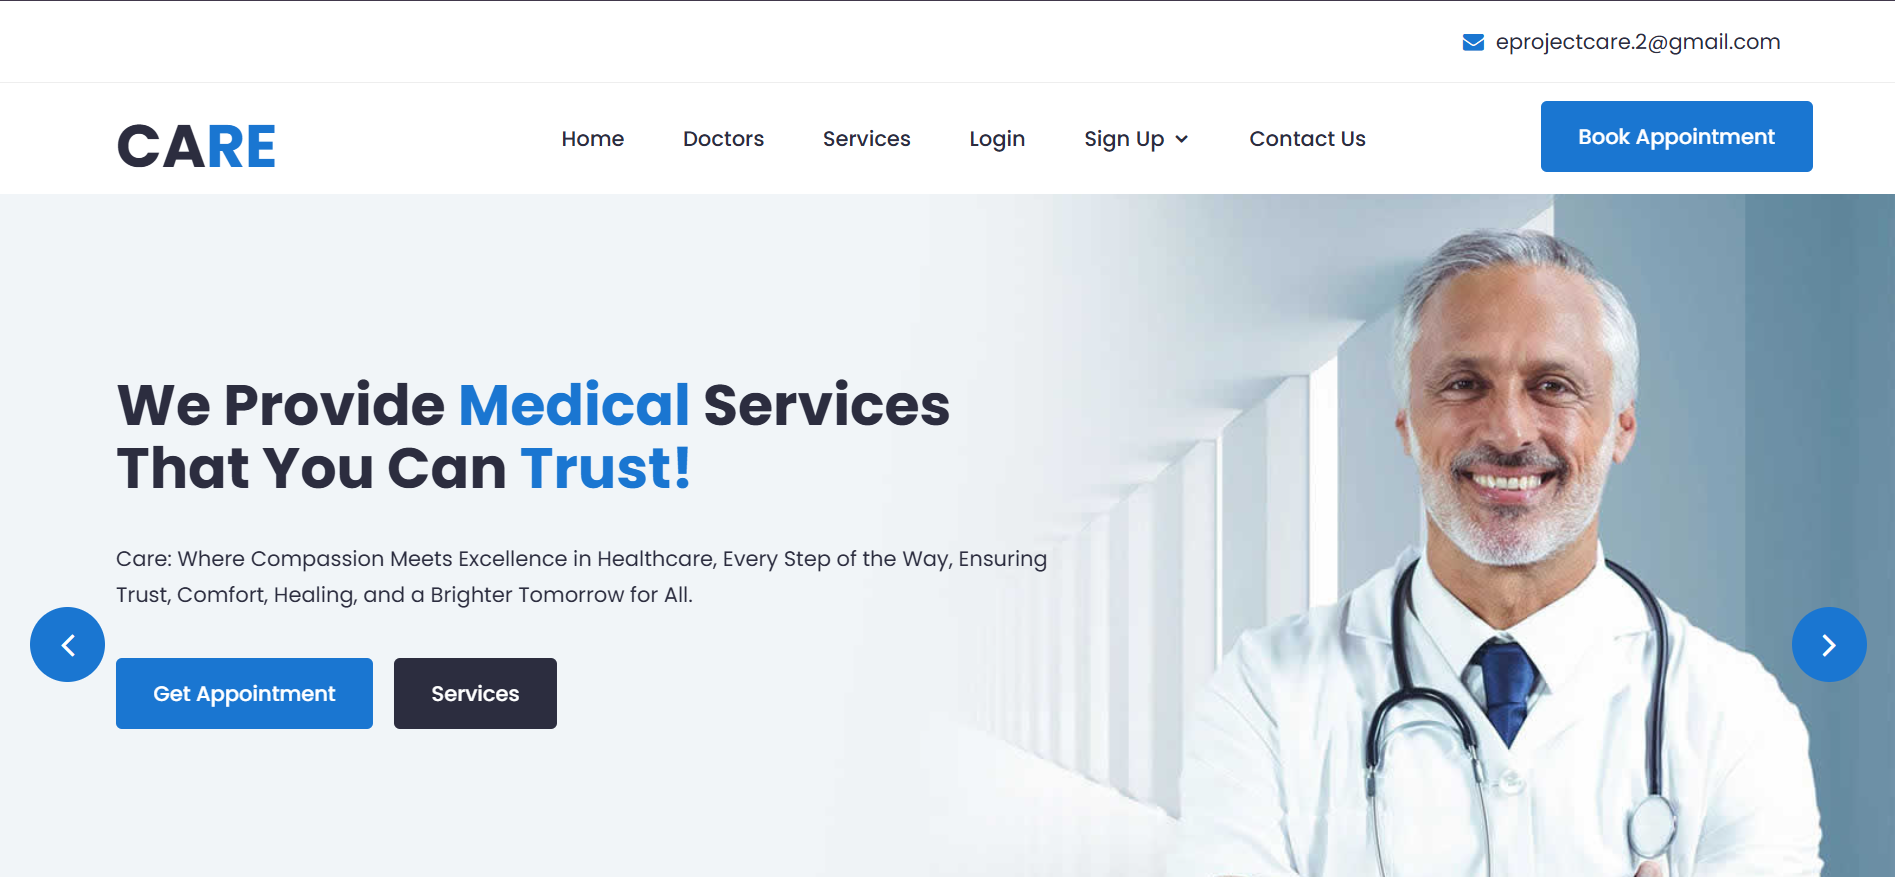 eprojectcare.2@gmail.com
CARE
Home
Doctors
Services
Login
Sign Up
Contact Us
Book Appointment
We Provide Medical Services
That You Can Trust!
Care: Where Compassion Meets Excellence in Healthcare, Every Step of the Way, Ensuring
Trust, Comfort, Healing, and a Brighter Tomorrow for All.
Get Appointment
Services